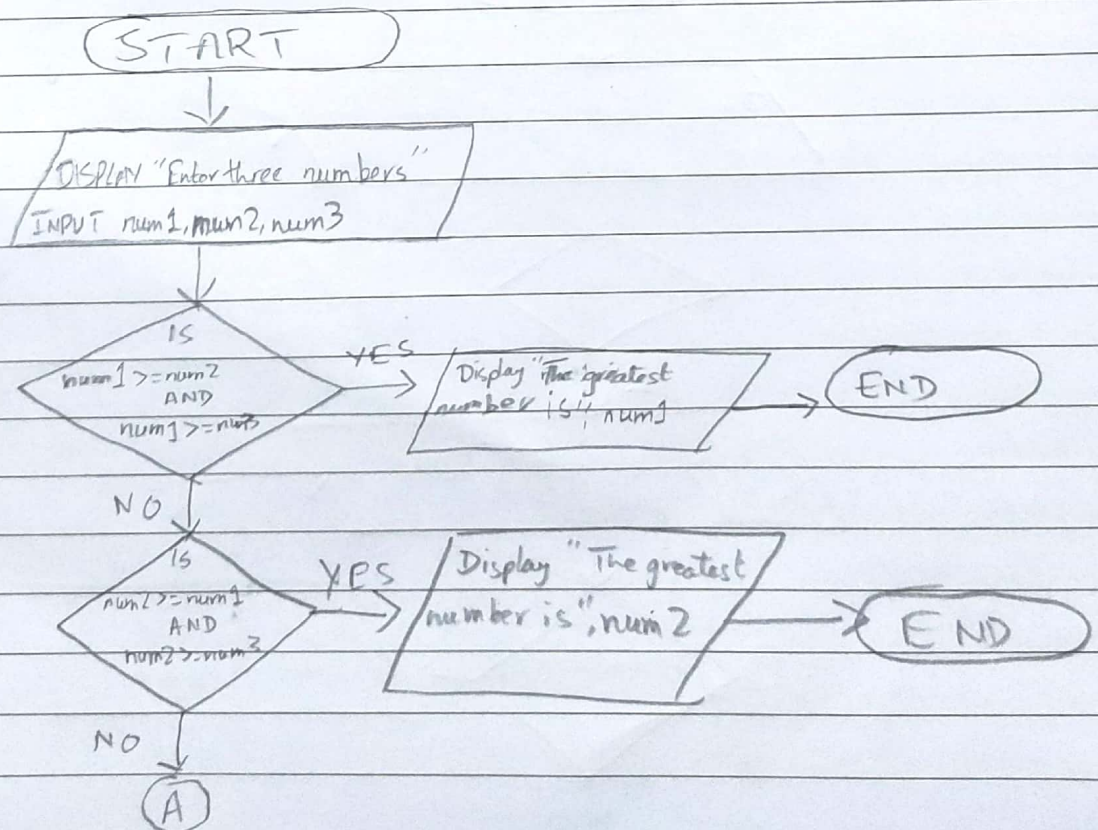 START
DISPLAY "Enter three numbers"
INPUT num1, num2, num3
IS
num1 >= num2
AND
num1 >= num3
YES
Display "The greatest
number is", num1
END
NO
IS
num2 >= num1
AND
num2 >= num3
YES
Display "The greatest
number is", num2
END
NO
A